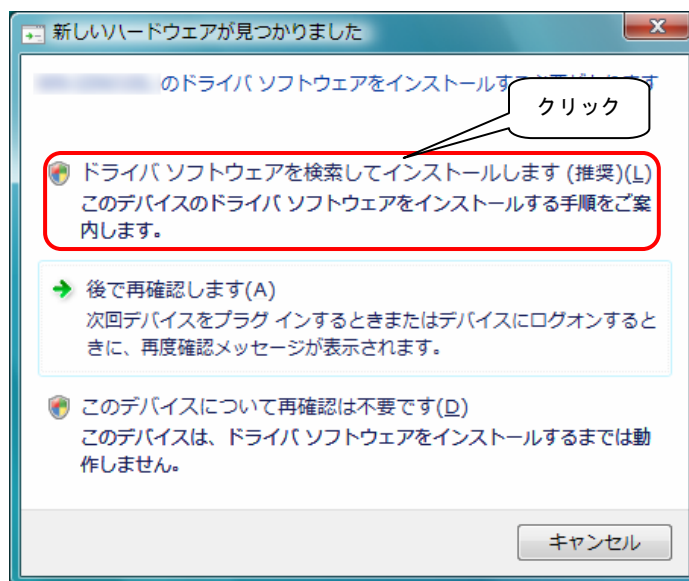 新しいハードウェアが見つかりました
のドライバ ソフトウェアをインストールす
クリック
ドライバ ソフトウェアを検索してインストールします (推奨)(L)
このデバイスのドライバ ソフトウェアをインストールする手順をご案
内します。
後で再確認します(A)
次回デバイスをプラグ インするときまたはデバイスにログオンすると
きに、再度確認メッセージが表示されます。
このデバイスについて再確認は不要です(D)
このデバイスは、ドライバ ソフトウェアをインストールするまでは動
作しません。
キャンセル